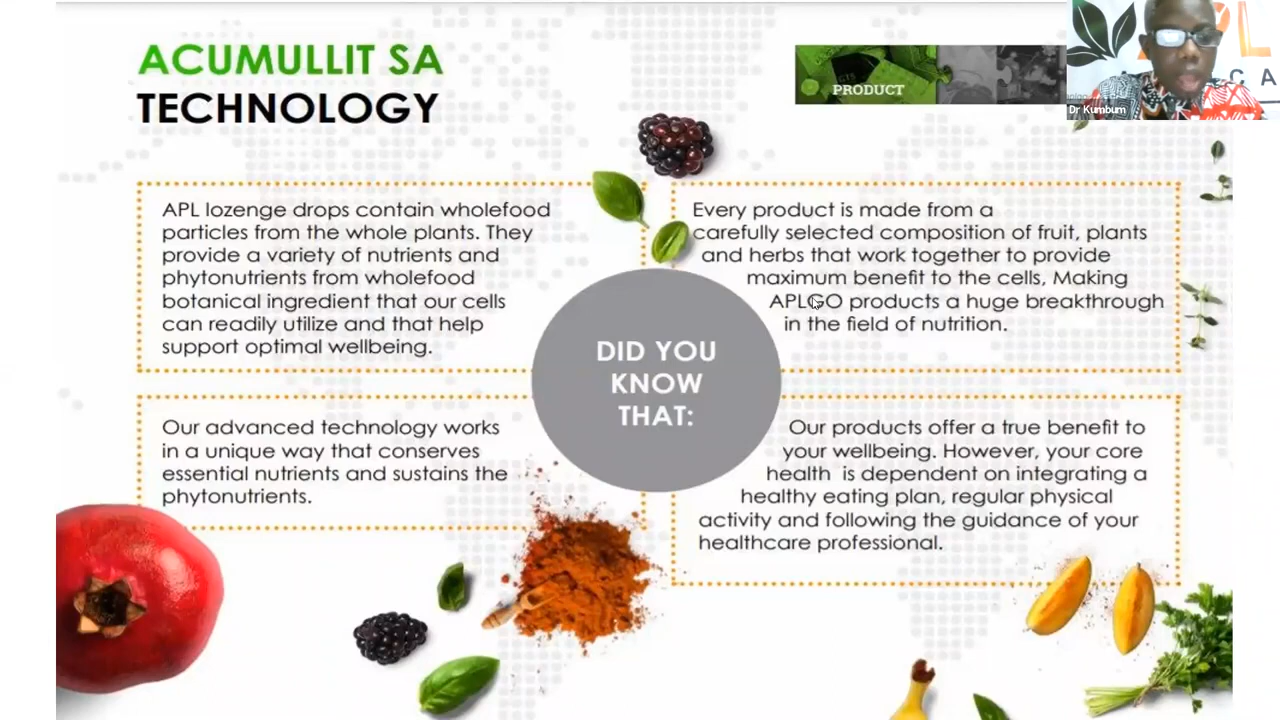 ACUMULLIT SA
TECHNOLOGY
PRODUCT
APL
CA
Dr Kumbum
APL lozenge drops contain wholefood
particles from the whole plants. They
provide a variety of nutrients and
phytonutrients from wholefood
botanical ingredient that our cells
can readily utilize and that help
support optimal wellbeing.
Every product is made from a
carefully selected composition of fruit, plants
and herbs that work together to provide
maximum benefit to the cells, Making
APLGO products a huge breakthrough
in the field of nutrition.
DID YOU
KNOW
THAT:
Our advanced technology works
in a unique way that conserves
essential nutrients and sustains the
phytonutrients.
Our products offer a true benefit to
your wellbeing. However, your core
health is dependent on integrating a
healthy eating plan, regular physical
activity and following the guidance of your
healthcare professional.